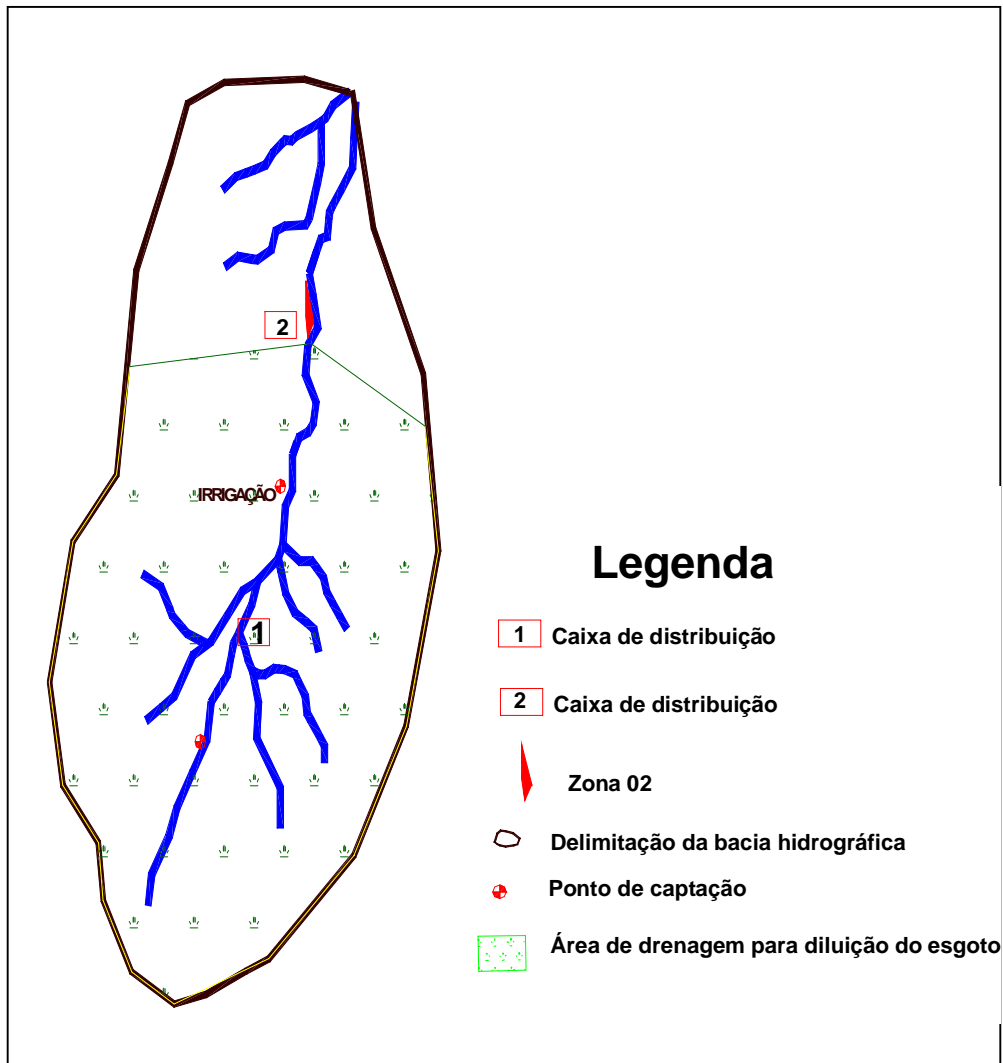 2
IRRIGAÇÃO
1
Legenda
1 Caixa de distribuição
2 Caixa de distribuição
Zona 02
Delimitação da bacia hidrográfica
Ponto de captação
Área de drenagem para diluição do esgoto